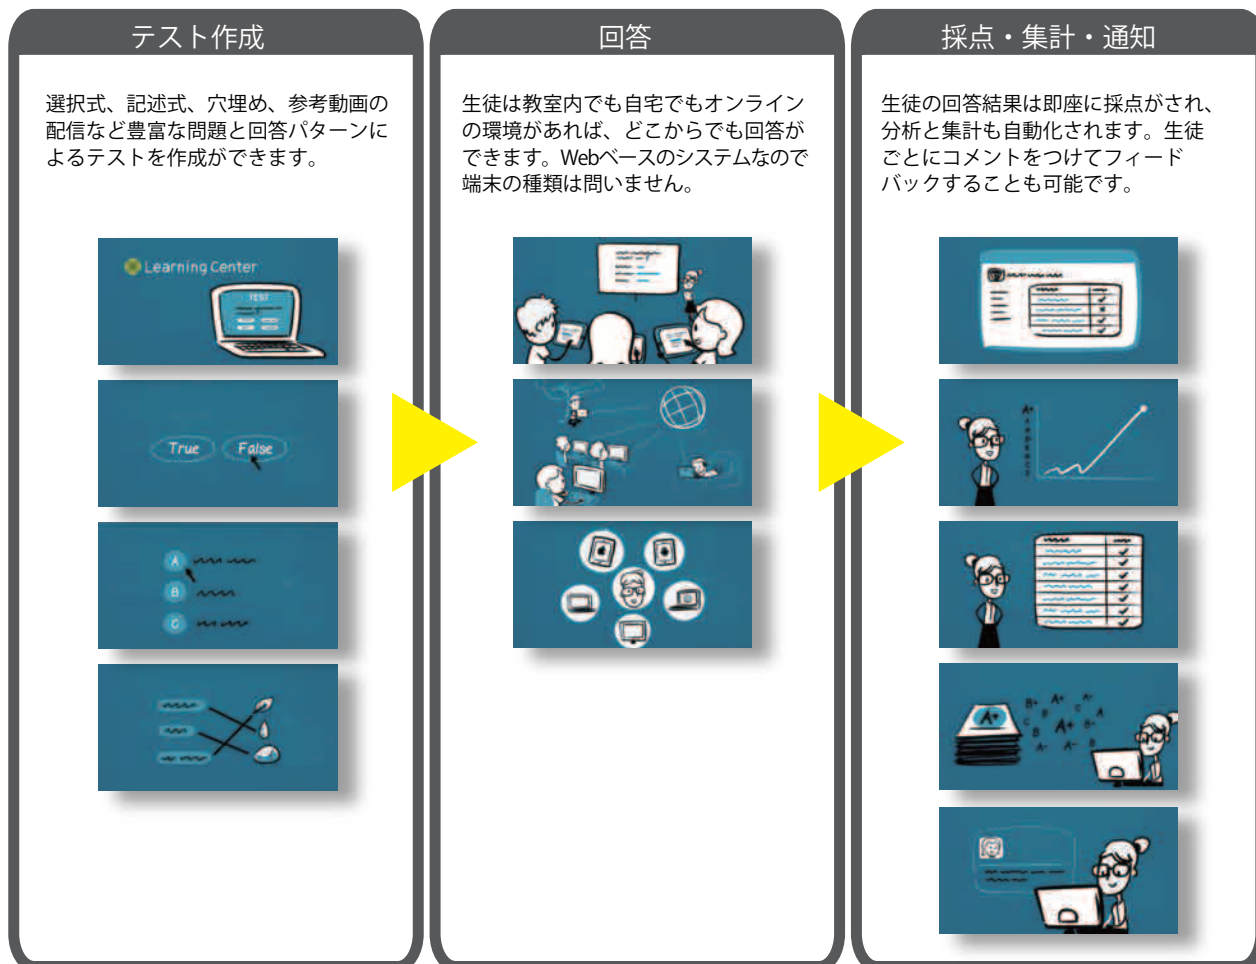 テスト作成
選択式、記述式、穴埋め、参考動画の
配信など豊富な問題と回答パターンに
よるテストを作成ができます。
Learning Center
TEST
True
False
A
B
C
回答
生徒は教室内でも自宅でもオンライン
の環境があれば、どこからでも回答が
できます。Webベースのシステムなので
端末の種類は問いません。
採点・集計・通知
生徒の回答結果は即座に採点がされ、
分析と集計も自動化されます。生徒
ごとにコメントをつけてフィード
バックすることも可能です。
A+
A+
B+ A+ A-
C B C A
B A+ B+
A- A- B